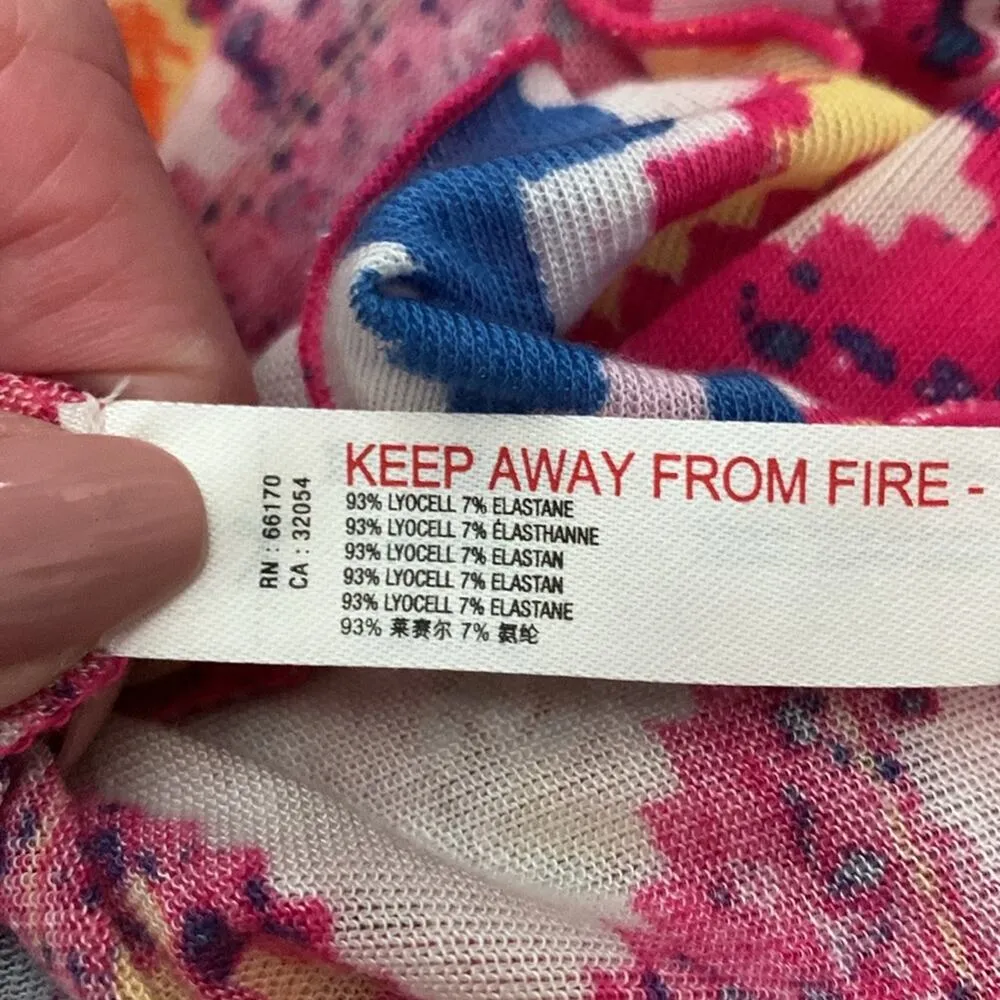 RN : 66170
CA : 32054
KEEP AWAY FROM FIRE -
93% LYOCELL 7% ELASTANE
93% LYOCELL 7% ÉLASTHANNE
93% LYOCELL 7% ELASTAN
93% LYOCELL 7% ELASTAN
93% LYOCELL 7% ELASTANE
93% 莱赛尔 7% 氨纶